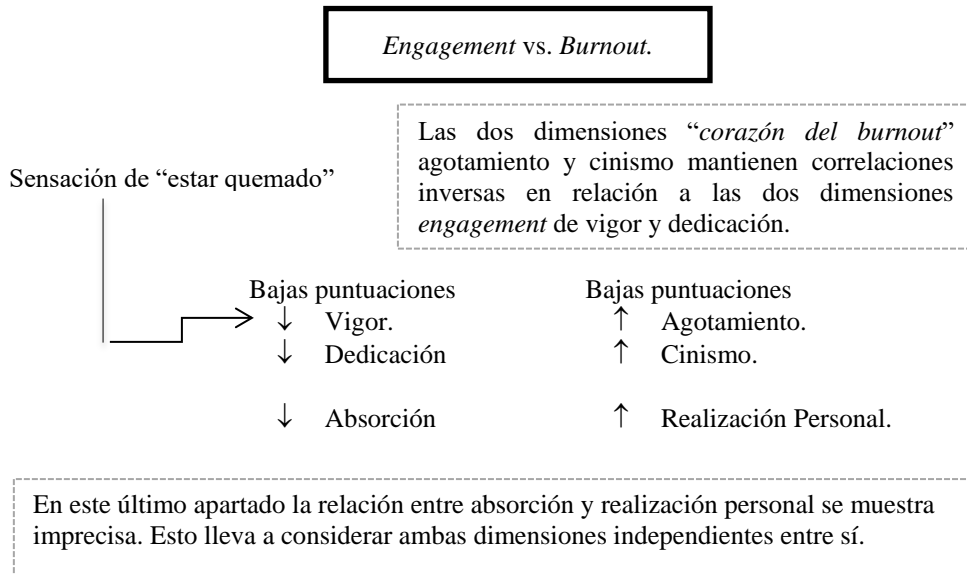 Engagement vs. Burnout.
Las dos dimensiones “corazón del burnout”
agotamiento y cinismo mantienen correlaciones
inversas en relación a las dos dimensiones
engagement de vigor y dedicación.
Sensación de “estar quemado”
Bajas puntuaciones
↓ Vigor.
↓ Dedicación
↓ Absorción
Bajas puntuaciones
↑ Agotamiento.
↑ Cinismo.
↑ Realización Personal.
En este último apartado la relación entre absorción y realización personal se muestra
imprecisa. Esto lleva a considerar ambas dimensiones independientes entre sí.